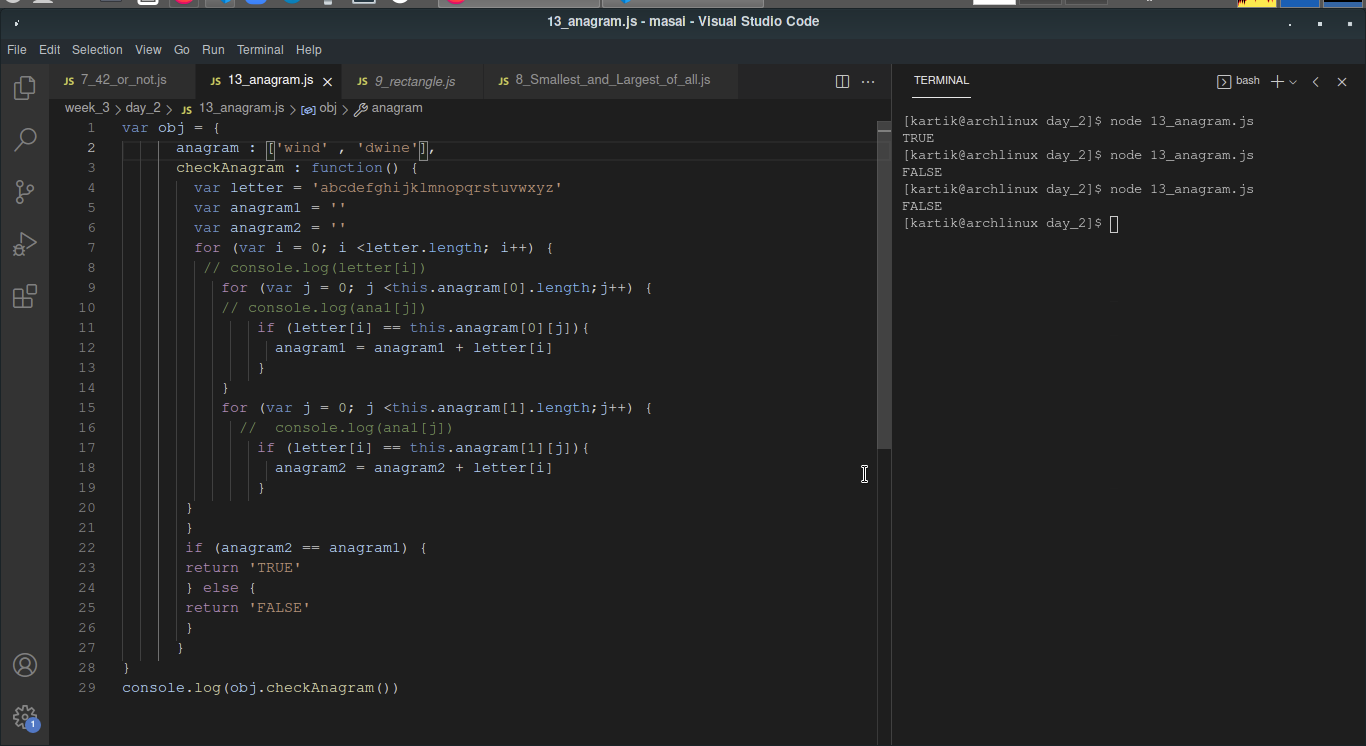 13_anagram.js - masai - Visual Studio Code
File Edit Selection View Go Run Terminal Help
JS 7_42_or_not.js JS 13_anagram.js JS 9_rectangle.js JS 8_Smallest_and_Largest_of_all.js
week_3 > day_2 > JS 13_anagram.js > obj > anagram
1 var obj = {
2 anagram : ['wind' , 'dwine'],
3 checkAnagram : function() {
4 var letter = 'abcdefghijklmnopqrstuvwxyz'
5 var anagram1 = ''
6 var anagram2 = ''
7 for (var i = 0; i <letter.length; i++) {
8 // console.log(letter[i])
9 for (var j = 0; j <this.anagram[0].length;j++) {
10 // console.log(ana1[j])
11 if (letter[i] == this.anagram[0][j]){
12 anagram1 = anagram1 + letter[i]
13 }
14 }
15 for (var j = 0; j <this.anagram[1].length;j++) {
16 //  console.log(ana1[j])
17 if (letter[i] == this.anagram[1][j]){
18 anagram2 = anagram2 + letter[i]
19 }
20 }
21 }
22 if (anagram2 == anagram1) {
23 return 'TRUE'
24 } else {
25 return 'FALSE'
26 }
27 }
28 }
29 console.log(obj.checkAnagram())
1
TERMINAL
bash
[kartik@archlinux day_2]$ node 13_anagram.js
TRUE
[kartik@archlinux day_2]$ node 13_anagram.js
FALSE
[kartik@archlinux day_2]$ node 13_anagram.js
FALSE
[kartik@archlinux day_2]$